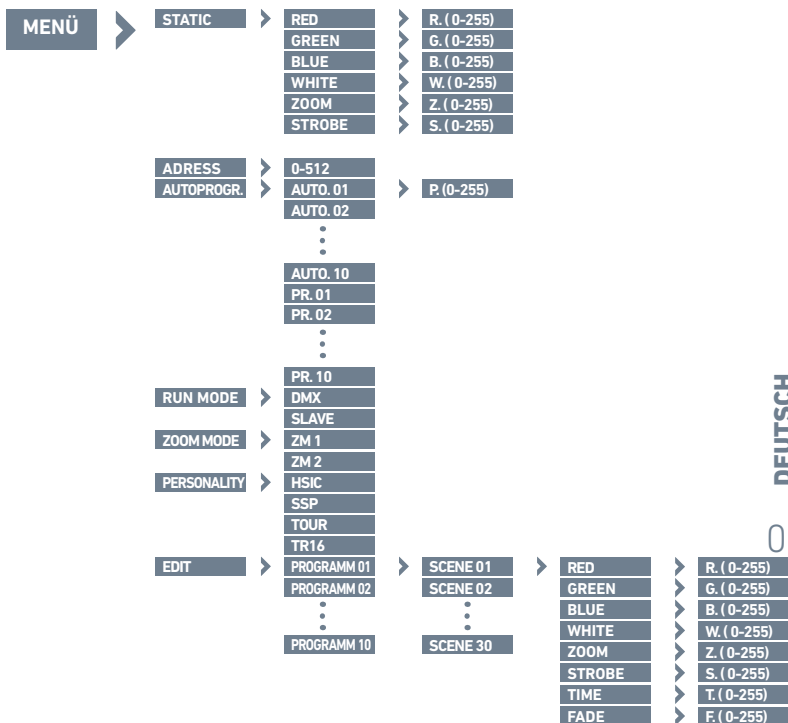 MENÜ STATIC RED R. ( 0-255)
GREEN G. ( 0-255)
BLUE B. ( 0-255)
WHITE W. ( 0-255)
ZOOM Z. ( 0-255)
STROBE S. ( 0-255)
ADRESS 0-512
AUTOPROGR. AUTO. 01 P. (0-255)
AUTO. 02
AUTO. 10
PR. 01
PR. 02
PR. 10
RUN MODE DMX
SLAVE
ZOOM MODE ZM 1
ZM 2
PERSONALITY HSIC
SSP
TOUR
TR16
EDIT PROGRAMM 01 SCENE 01 RED R. ( 0-255)
PROGRAMM 02 SCENE 02 GREEN G. ( 0-255)
BLUE B. ( 0-255)
PROGRAMM 10 SCENE 30 WHITE W. ( 0-255)
ZOOM Z. ( 0-255)
STROBE S. ( 0-255)
TIME T. ( 0-255)
FADE F. ( 0-255)
DEUTSCH
0